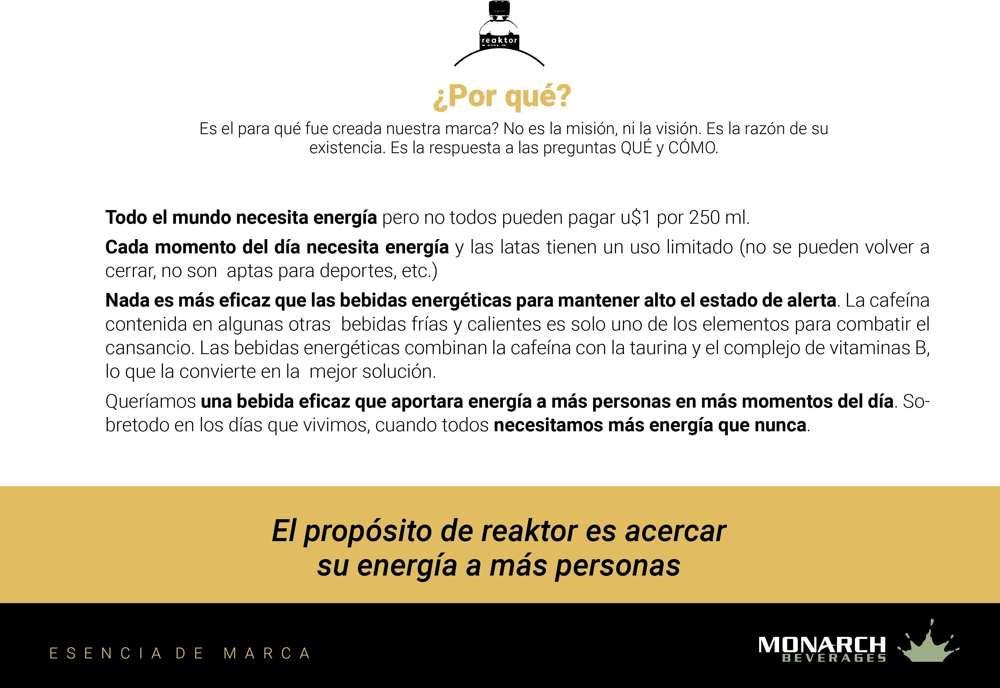 reaktor
¿Por qué?
Es el para qué fue creada nuestra marca? No es la misión, ni la visión. Es la razón de su
existencia. Es la respuesta a las preguntas QUÉ y CÓMO.
Todo el mundo necesita energía pero no todos pueden pagar u$1 por 250 ml.
Cada momento del día necesita energía y las latas tienen un uso limitado (no se pueden volver a
cerrar, no son  aptas para deportes, etc.)
Nada es más eficaz que las bebidas energéticas para mantener alto el estado de alerta. La cafeína
contenida en algunas otras  bebidas frías y calientes es solo uno de los elementos para combatir el
cansancio. Las bebidas energéticas combinan la cafeína con la taurina y el complejo de vitaminas B,
lo que la convierte en la  mejor solución.
Queríamos una bebida eficaz que aportara energía a más personas en más momentos del día. So-
bretodo en los días que vivimos, cuando todos necesitamos más energía que nunca.
El propósito de reaktor es acercar
su energía a más personas
ESENCIA DE MARCA
MONARCH
BEVERAGES